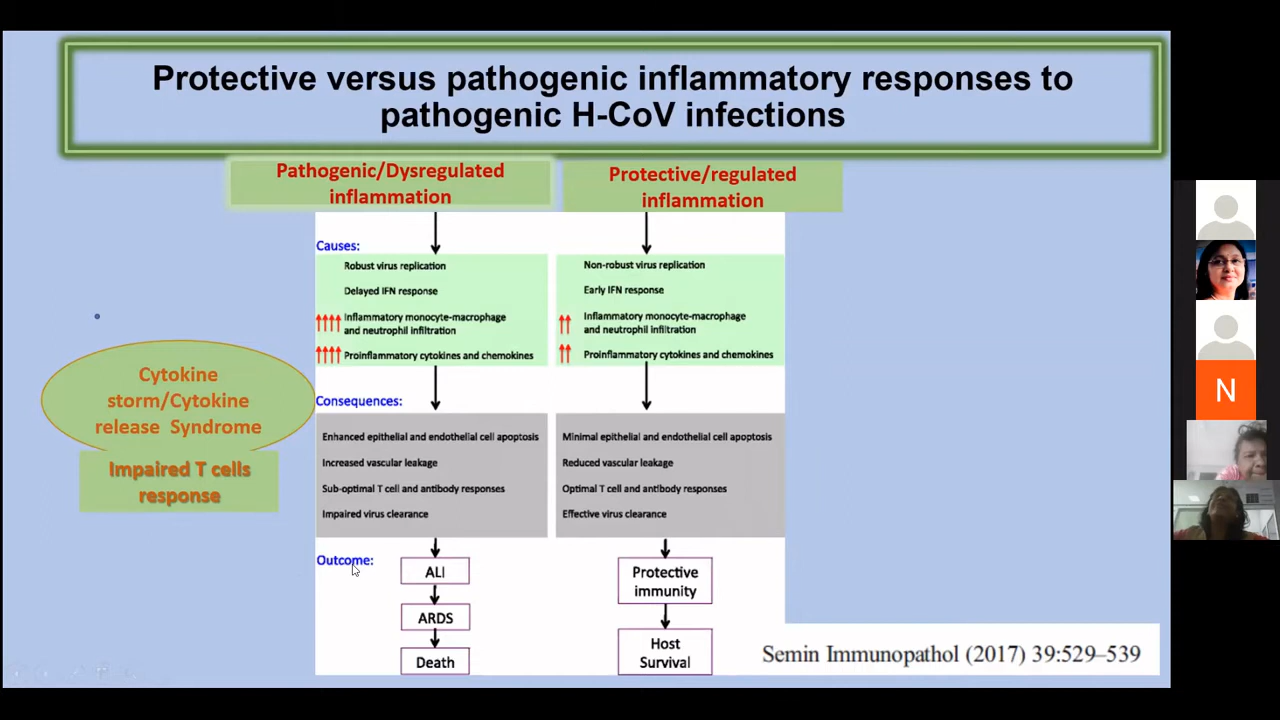 Protective versus pathogenic inflammatory responses to
pathogenic H-CoV infections
Pathogenic/Dysregulated
inflammation
Protective/regulated
inflammation
Causes:
Robust virus replication
Delayed IFN response
Inflammatory monocyte-macrophage
and neutrophil infiltration
Proinflammatory cytokines and chemokines
Non-robust virus replication
Early IFN response
Inflammatory monocyte-macrophage
and neutrophil infiltration
Proinflammatory cytokines and chemokines
Cytokine
storm/Cytokine
release Syndrome
Impaired T cells
response
Consequences:
Enhanced epithelial and endothelial cell apoptosis
Increased vascular leakage
Sub-optimal T cell and antibody responses
Impaired virus clearance
Minimal epithelial and endothelial cell apoptosis
Reduced vascular leakage
Optimal T cell and antibody responses
Effective virus clearance
Outcome:
ALI
ARDS
Death
Protective
immunity
Host
Survival
Semin Immunopathol (2017) 39:529–539
N